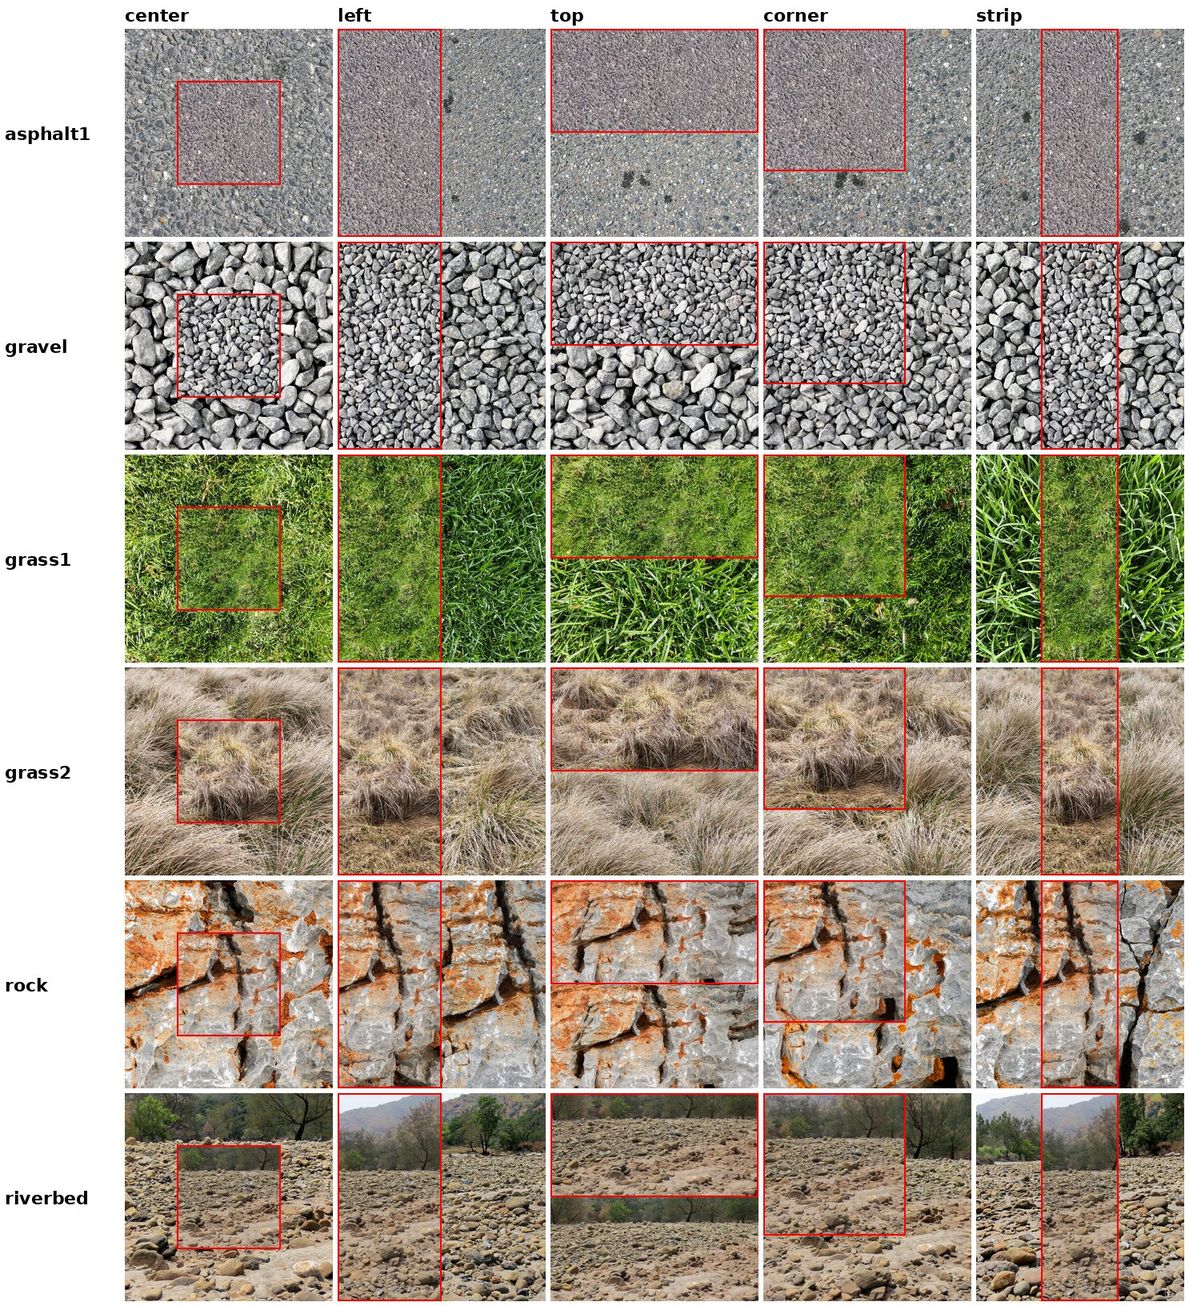 center left top corner strip
asphalt1
gravel
grass1
grass2
rock
riverbed